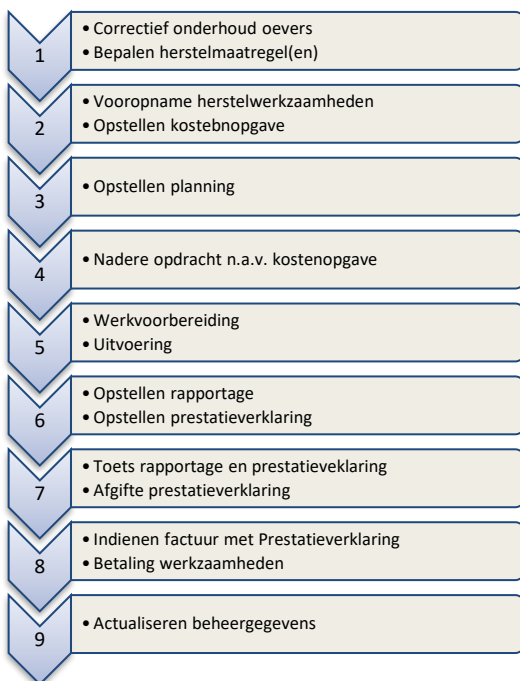 1
• Correctief onderhoud oevers
• Bepalen herstelmaatregel(en)
2
• Vooropname herstelwerkzaamheden
• Opstellen kostebnopgave
3
• Opstellen planning
4
• Nadere opdracht n.a.v. kostenopgave
5
• Werkvoorbereiding
• Uitvoering
6
• Opstellen rapportage
• Opstellen prestatieverklaring
7
• Toets rapportage en prestatieveklaring
• Afgifte prestatieverklaring
8
• Indienen factuur met Prestatieverklaring
• Betaling werkzaamheden
9
• Actualiseren beheergegevens